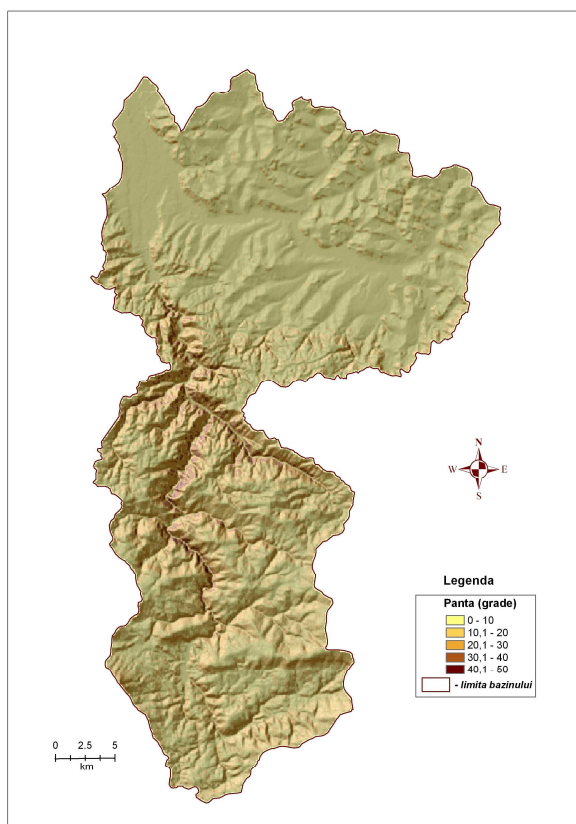 N
W E
S
Legenda
Panta (grade)
0 - 10
10,1 - 20
20,1 - 30
30,1 - 40
40,1 - 50
- limita bazinului
0 2.5 5
km